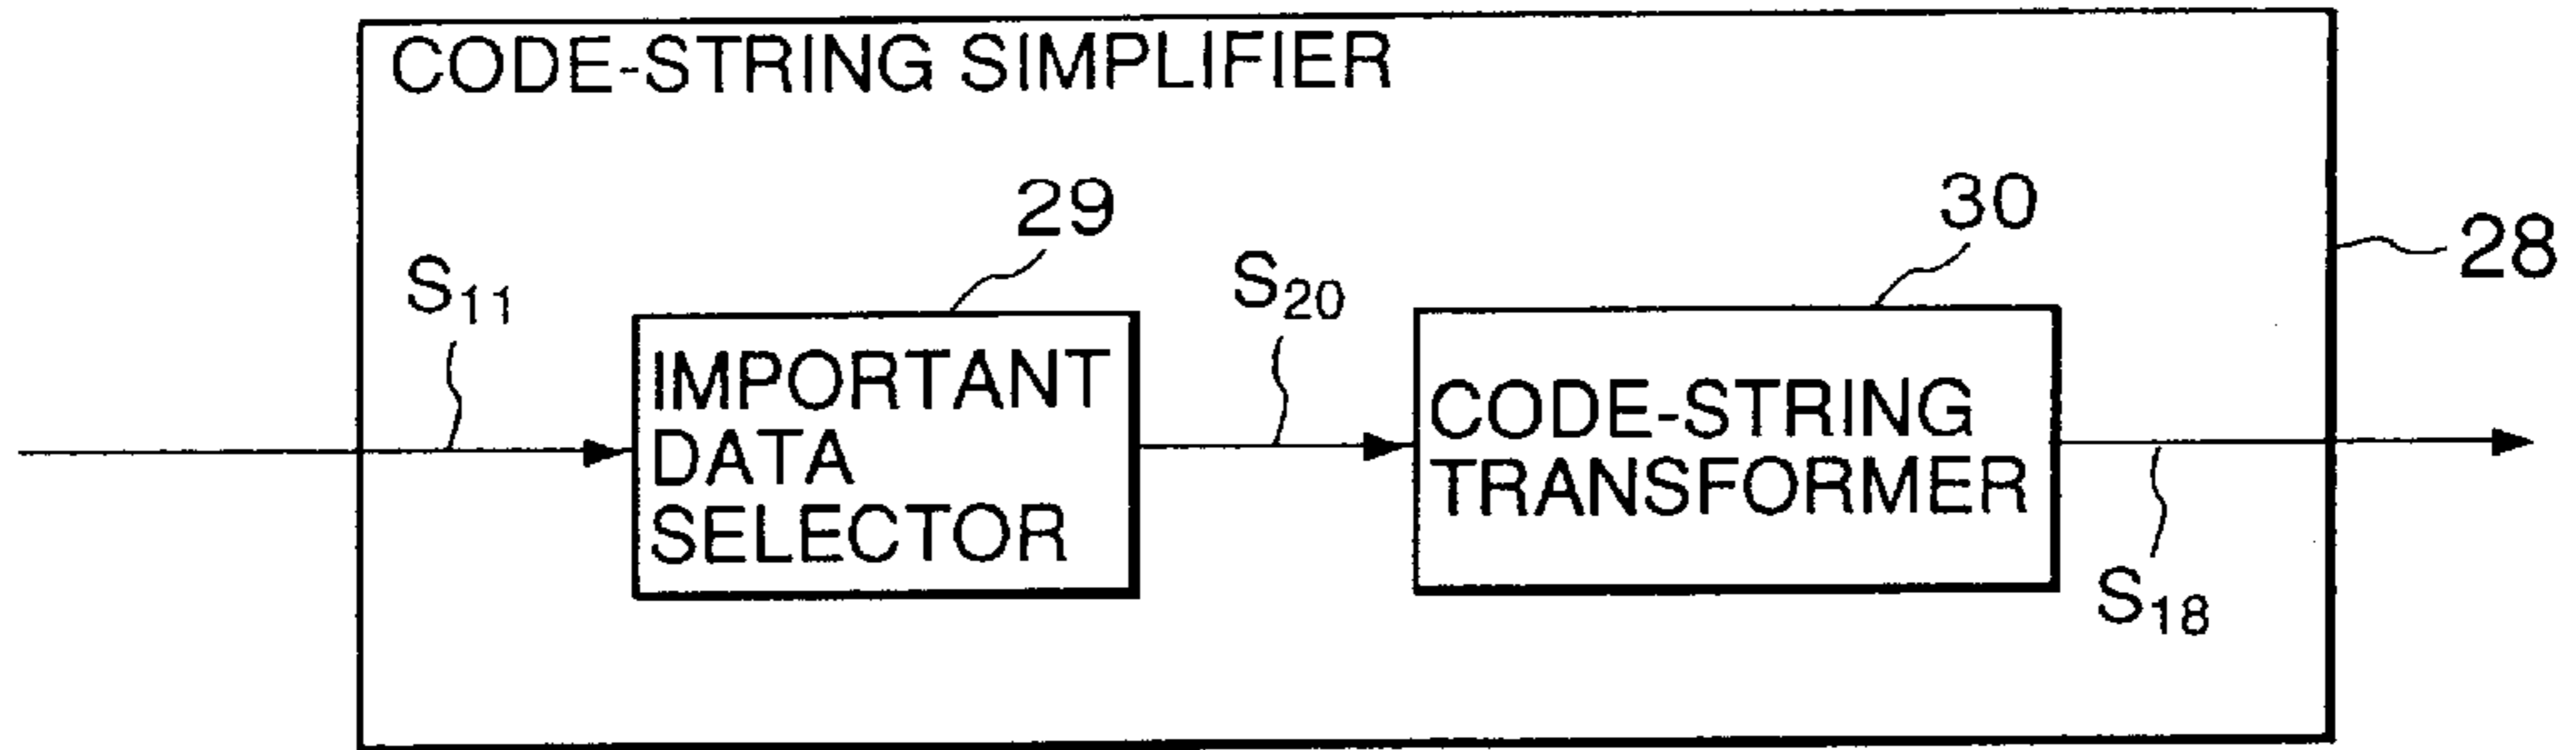 CODE-STRING SIMPLIFIER
29
30
28
S11
S20
IMPORTANT
DATA
SELECTOR
CODE-STRING
TRANSFORMER
S18